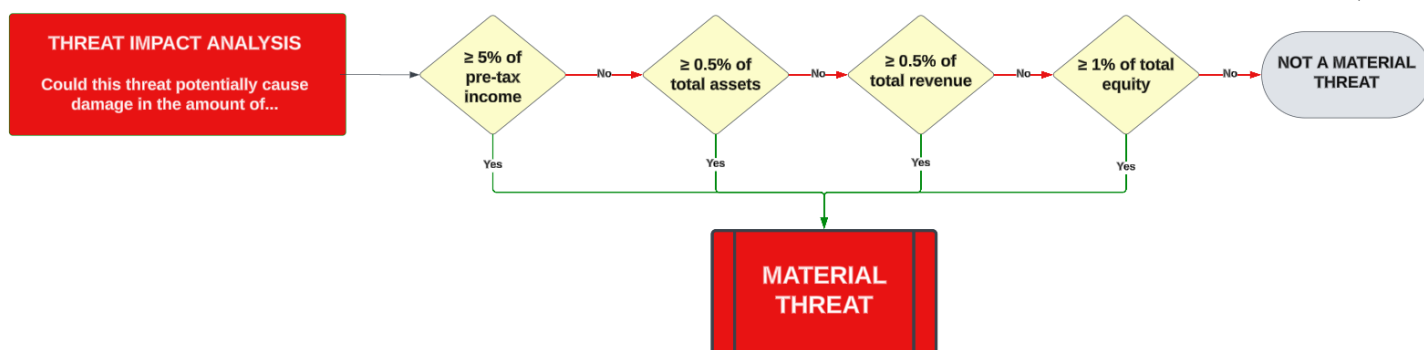 THREAT IMPACT ANALYSIS
Could this threat potentially cause
damage in the amount of...
≥ 5% of
pre-tax
income
No
≥ 0.5% of
total assets
No
≥ 0.5% of
total revenue
No
≥ 1% of total
equity
No
NOT A MATERIAL
THREAT
Yes
Yes
Yes
Yes
MATERIAL
THREAT